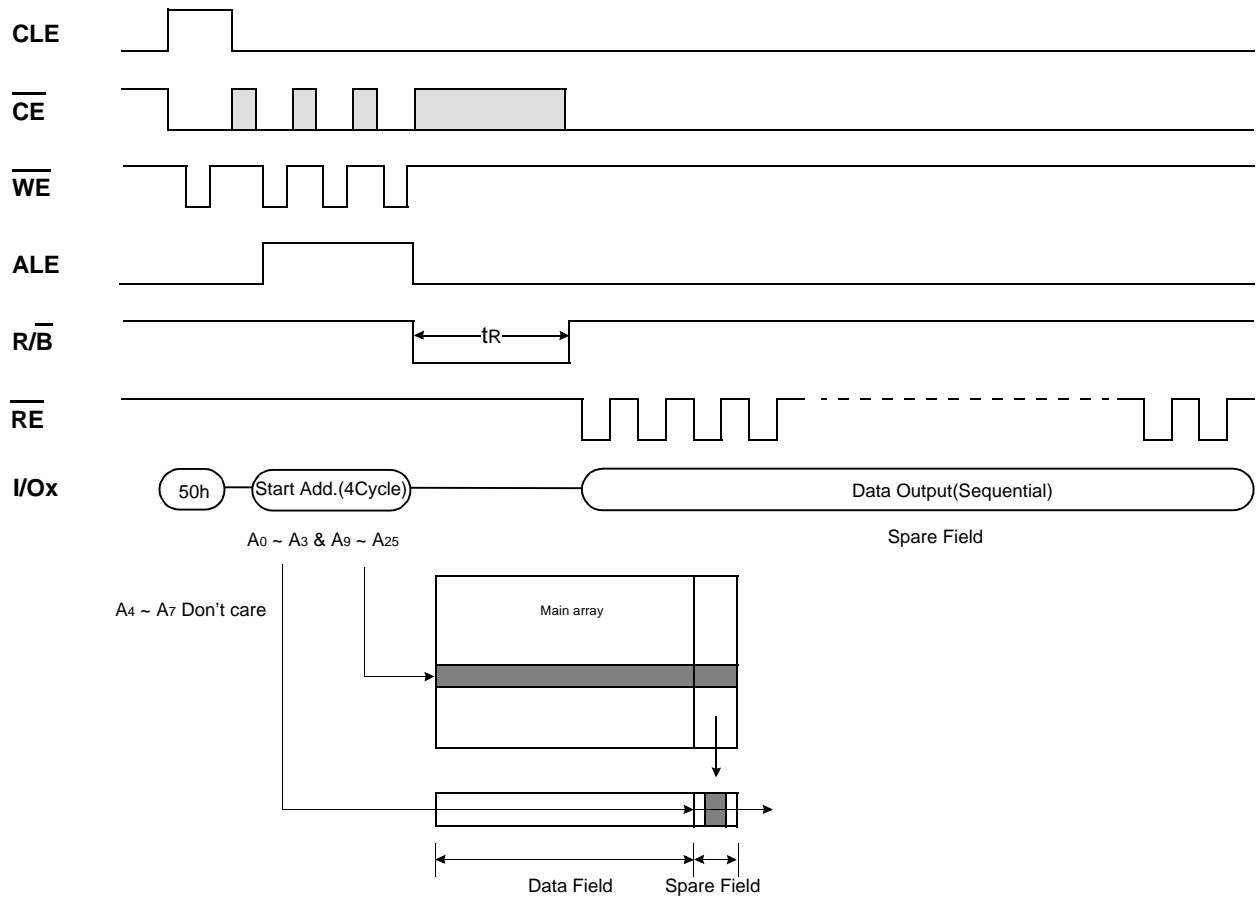 CLE
CE
WE
ALE
R/B
tR
RE
I/Ox
50h
Start Add.(4Cycle)
Data Output(Sequential)
A0 ~ A3 & A9 ~ A25
Spare Field
A4 ~ A7 Don't care
Main array
Data Field
Spare Field